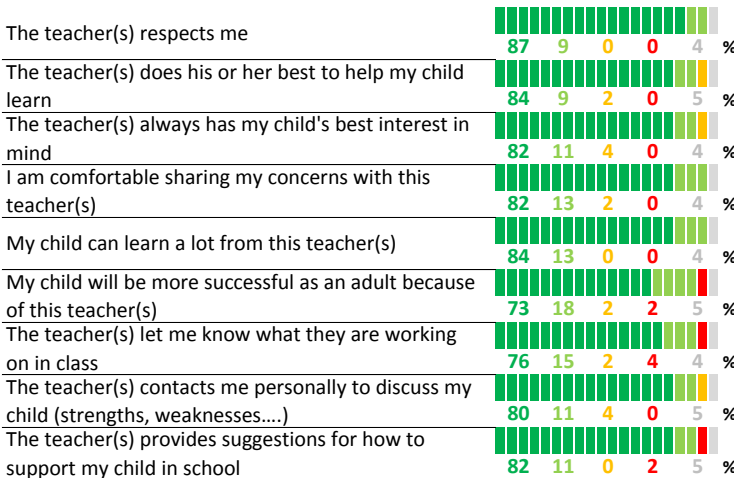 The teacher(s) respects me
87 9 0 0 4 %
The teacher(s) does his or her best to help my child
learn
84 9 2 0 5 %
The teacher(s) always has my child's best interest in
mind
82 11 4 0 4 %
I am comfortable sharing my concerns with this
teacher(s)
82 13 2 0 4 %
My child can learn a lot from this teacher(s)
84 13 0 0 4 %
My child will be more successful as an adult because
of this teacher(s)
73 18 2 2 5 %
The teacher(s) let me know what they are working
on in class
76 15 2 4 4 %
The teacher(s) contacts me personally to discuss my
child (strengths, weaknesses....)
80 11 4 0 5 %
The teacher(s) provides suggestions for how to
support my child in school
82 11 0 2 5 %